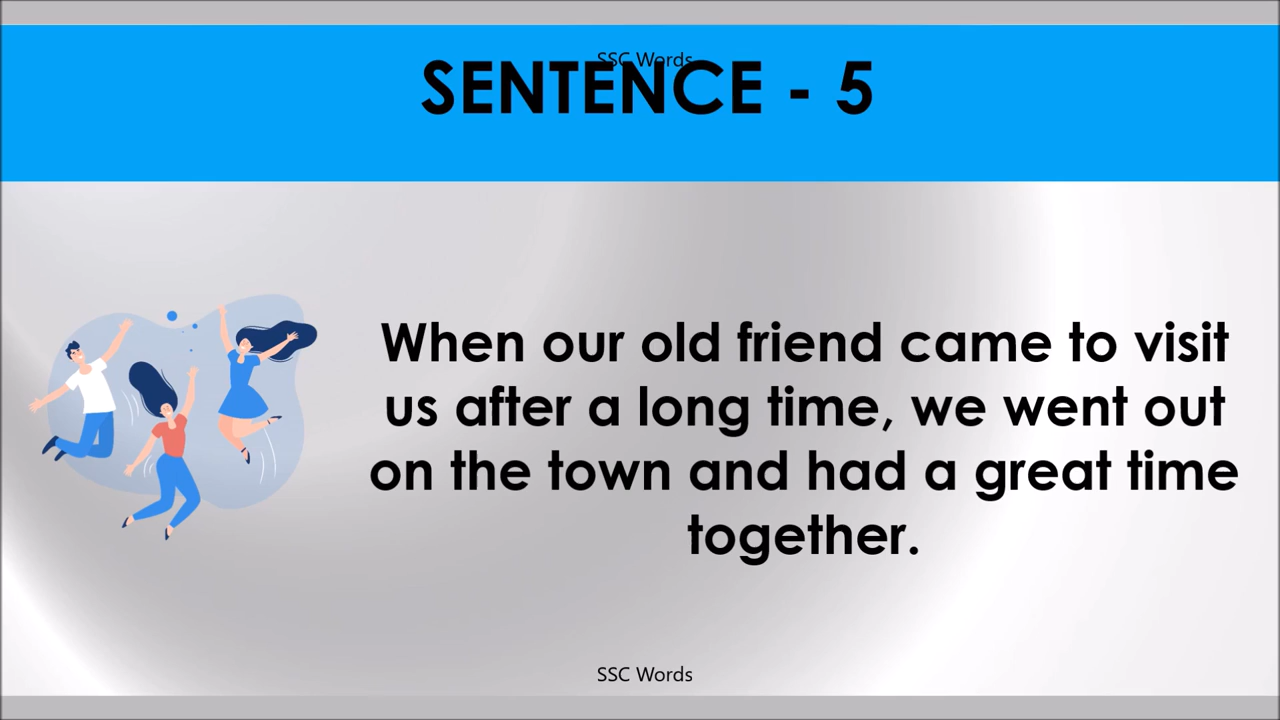 SSC Words
SENTENCE - 5
When our old friend came to visit
us after a long time, we went out
on the town and had a great time
together.
SSC Words